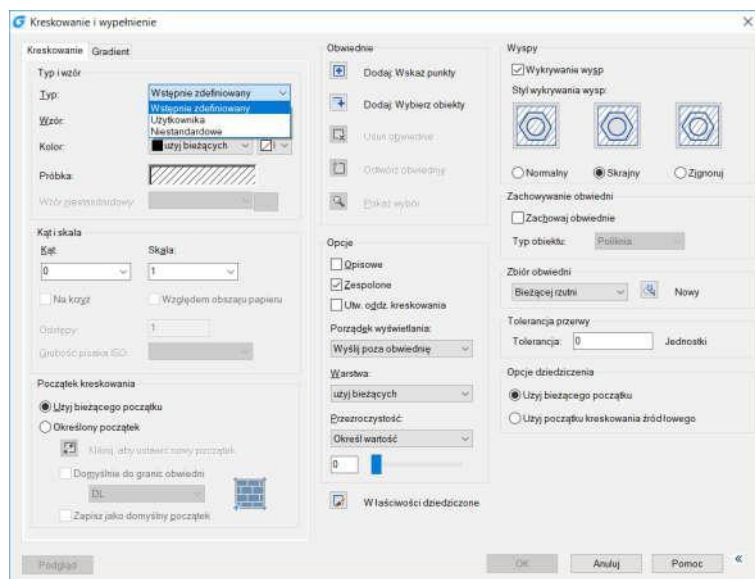 Kreskowanie i wypełnienie
Kreskowanie
Gradient
Typ i wzór
Typ:
Wstępnie zdefiniowany
Wstępnie zdefiniowany
Użytkownika
Niestandardowe
Wzór:
Kolor:
użyj bieżących
Próbka:
Wzór niestandardowy:
Kąt i skala
Kąt:
Skala:
0
1
Na krzyż
Względem obszaru papieru
Odstępy:
1
Grubość pisaka ISO:
Początek kreskowania
Użyj bieżącego początku
Określony początek
Kliknij, aby ustawić nowy początek
Domyślnie do granic obwiedni
DL
Zapisz jako domyślny początek
Podgląd
Obwiednie
Dodaj: Wskaż punkty
Dodaj: Wybierz obiekty
Usuń obwiednie
Odtwórz obwiednię
Pokaż wybór
Opcje
Opisowe
Zespolone
Utw. oddz. kreskowania
Porządek wyświetlania:
Wyślij poza obwiednię
Warstwa:
użyj bieżących
Przezroczystość:
Określ wartość
0
Właściwości dziedziczone
Wyspy
Wykrywanie wysp
Styl wykrywania wysp:
Normalny
Skrajny
Zignoruj
Zachowywanie obwiedni
Zachowaj obwiednie
Typ obiektu:
Polilinia
Zbiór obwiedni
Bieżącej rzutni
Nowy
Tolerancja przerwy
Tolerancja:
0
Jednostki
Opcje dziedziczenia
Użyj bieżącego początku
Użyj początku kreskowania źródłowego
OK
Anuluj
Pomoc